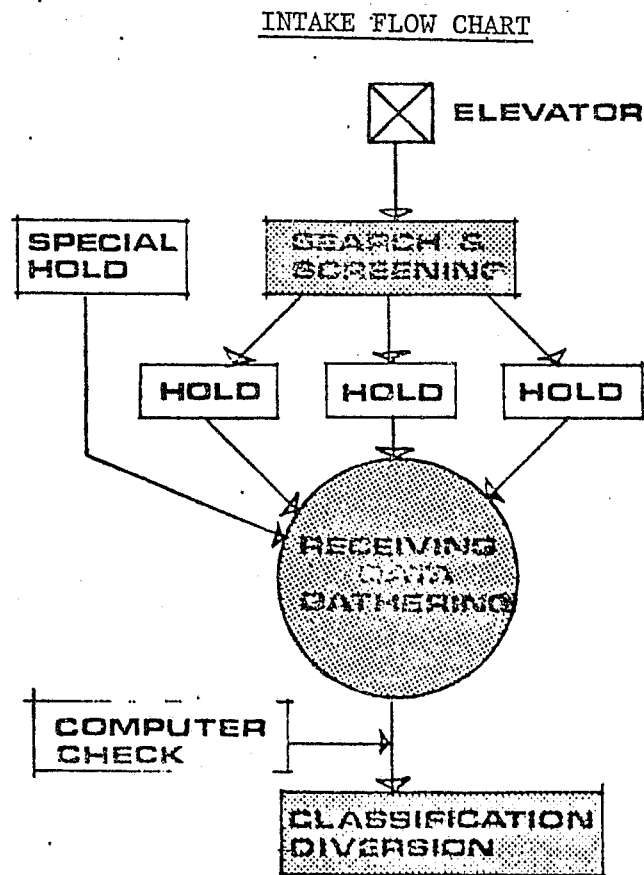 INTAKE FLOW CHART
ELEVATOR
SPECIAL
HOLD
SEARCH &
SCREENING
HOLD
HOLD
HOLD
RECEIVING
DATA
GATHERING
COMPUTER
CHECK
CLASSIFICATION
DIVERSION